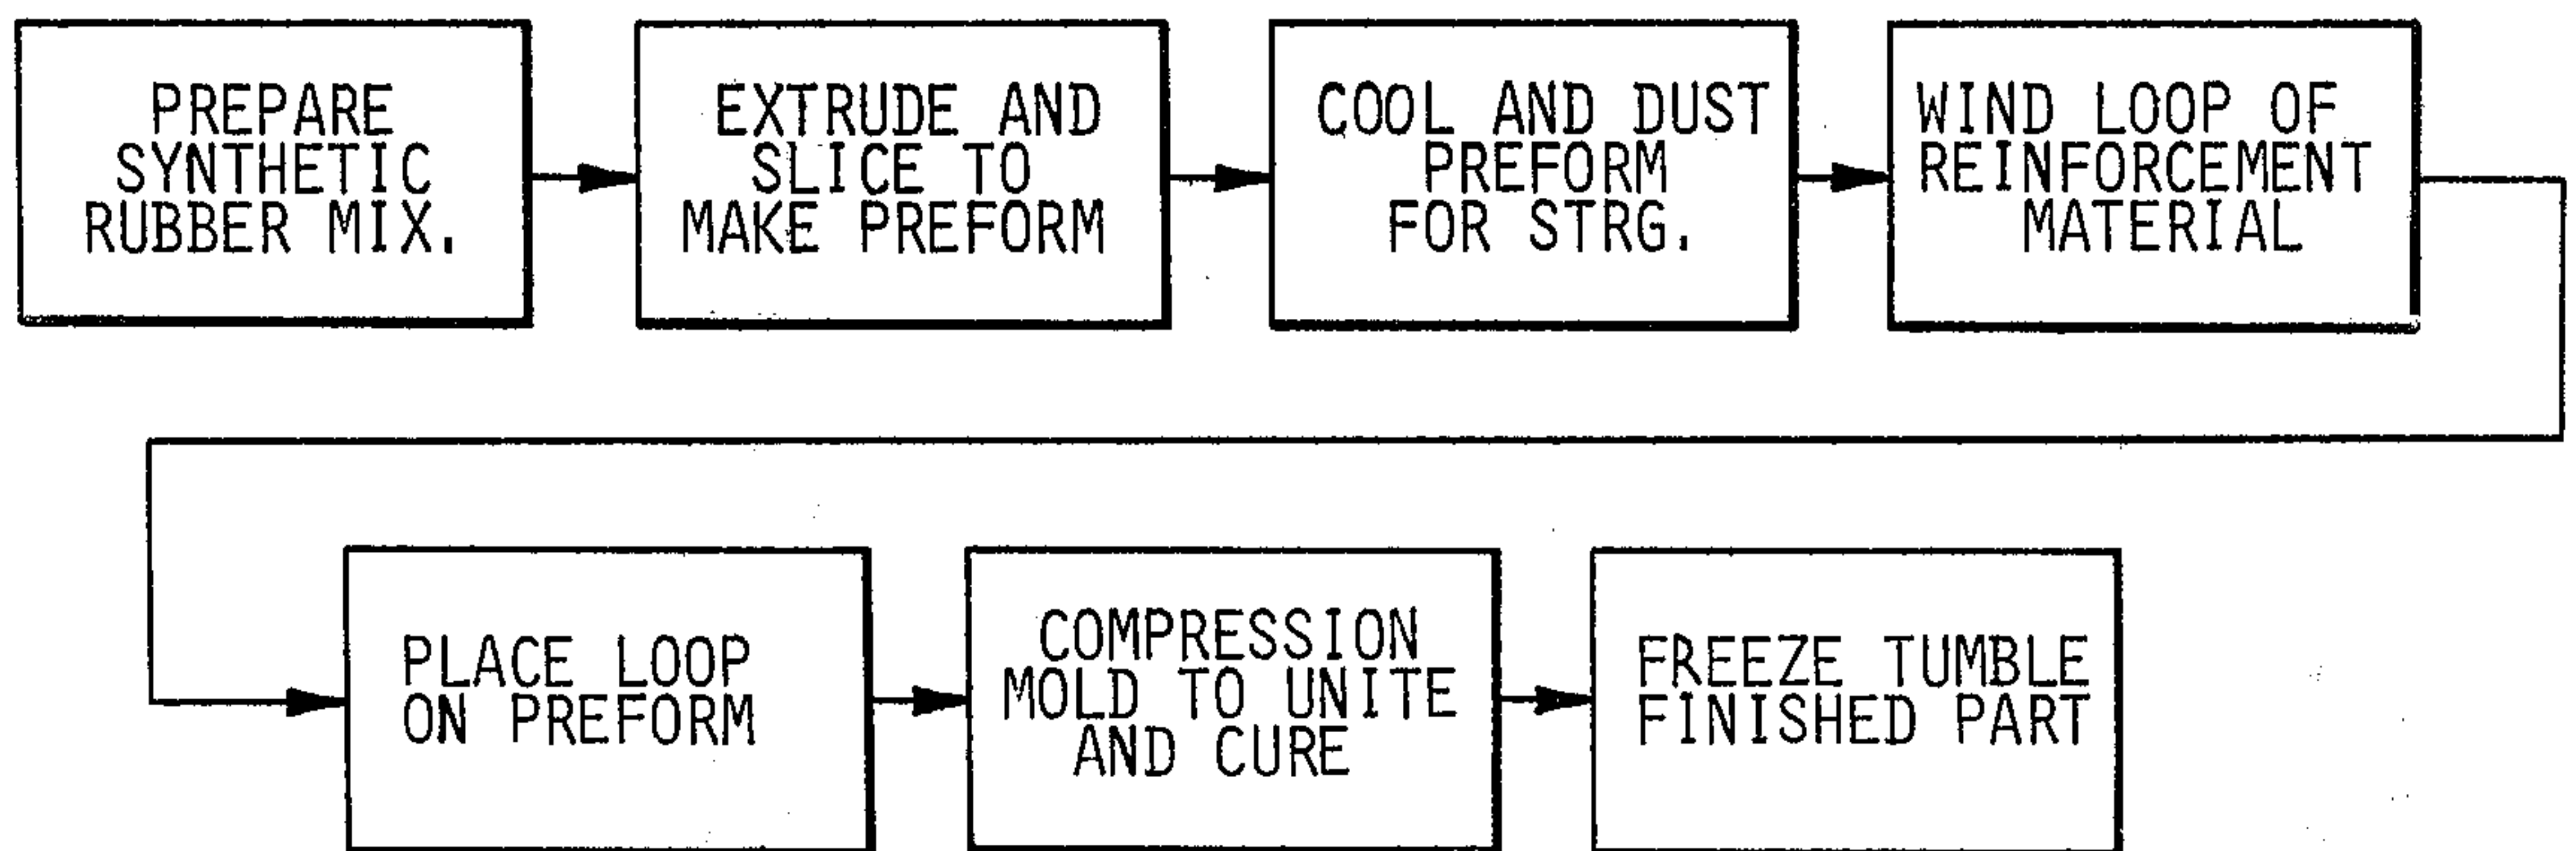 PREPARE
SYNTHETIC
RUBBER MIX.
EXTRUDE AND
SLICE TO
MAKE PREFORM
COOL AND DUST
PREFORM
FOR STRG.
WIND LOOP OF
REINFORCEMENT
MATERIAL
PLACE LOOP
ON PREFORM
COMPRESSION
MOLD TO UNITE
AND CURE
FREEZE TUMBLE
FINISHED PART